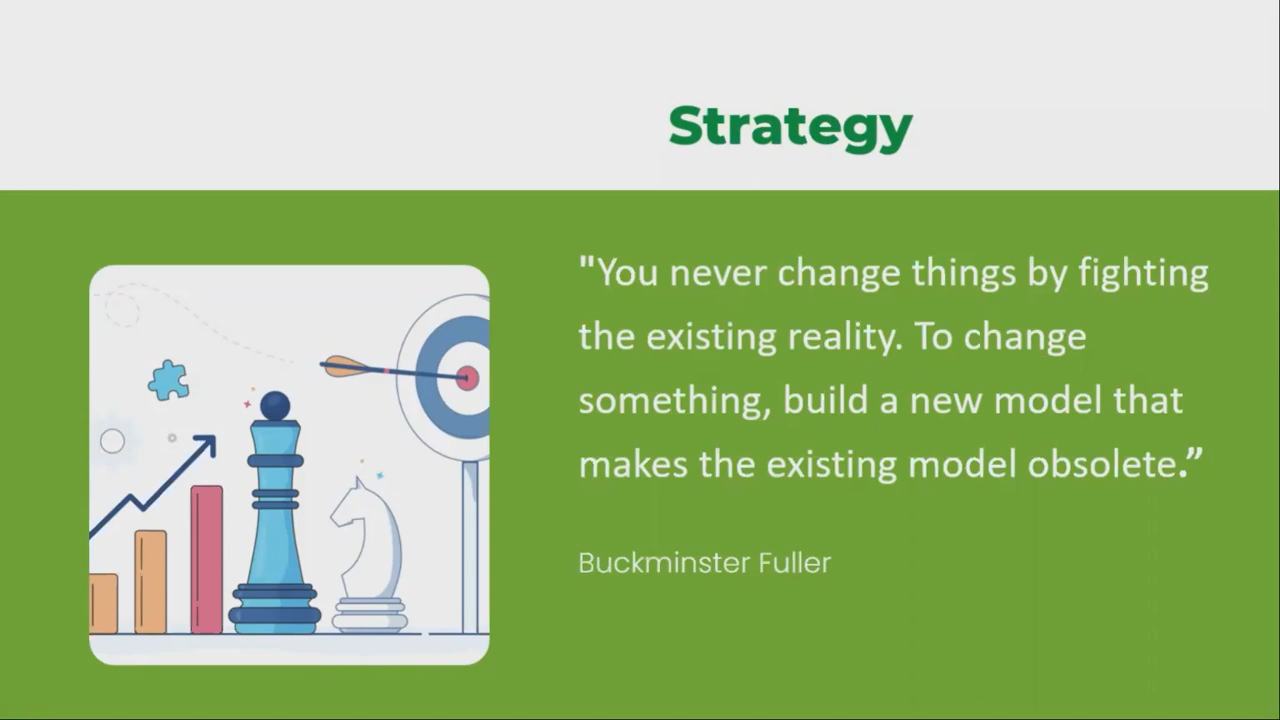 Strategy
"You never change things by fighting
the existing reality. To change
something, build a new model that
makes the existing model obsolete.”
Buckminster Fuller